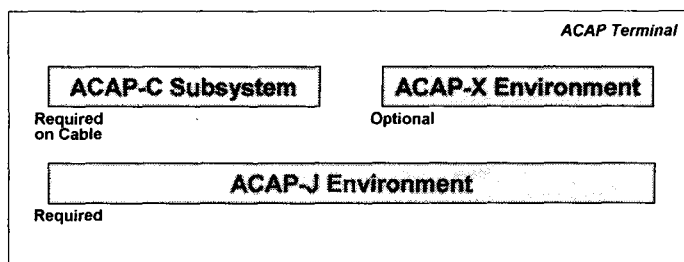 ACAP Terminal
ACAP-C Subsystem
ACAP-X Environment
Required
on Cable
Optional
ACAP-J Environment
Required